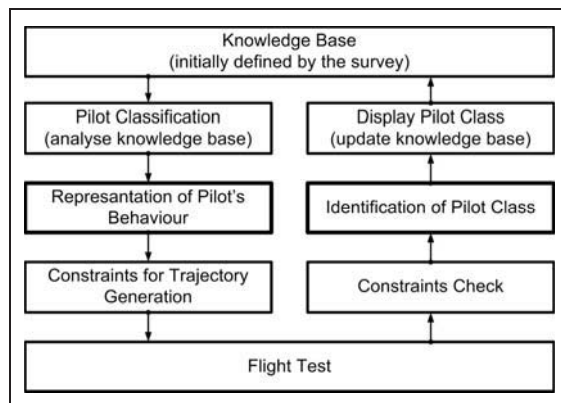 Knowledge Base
(initially defined by the survey)
Pilot Classification
(analyse knowledge base)
Display Pilot Class
(update knowledge base)
Represantation of Pilot's
Behaviour
Identification of Pilot Class
Constraints for Trajectory
Generation
Constraints Check
Flight Test